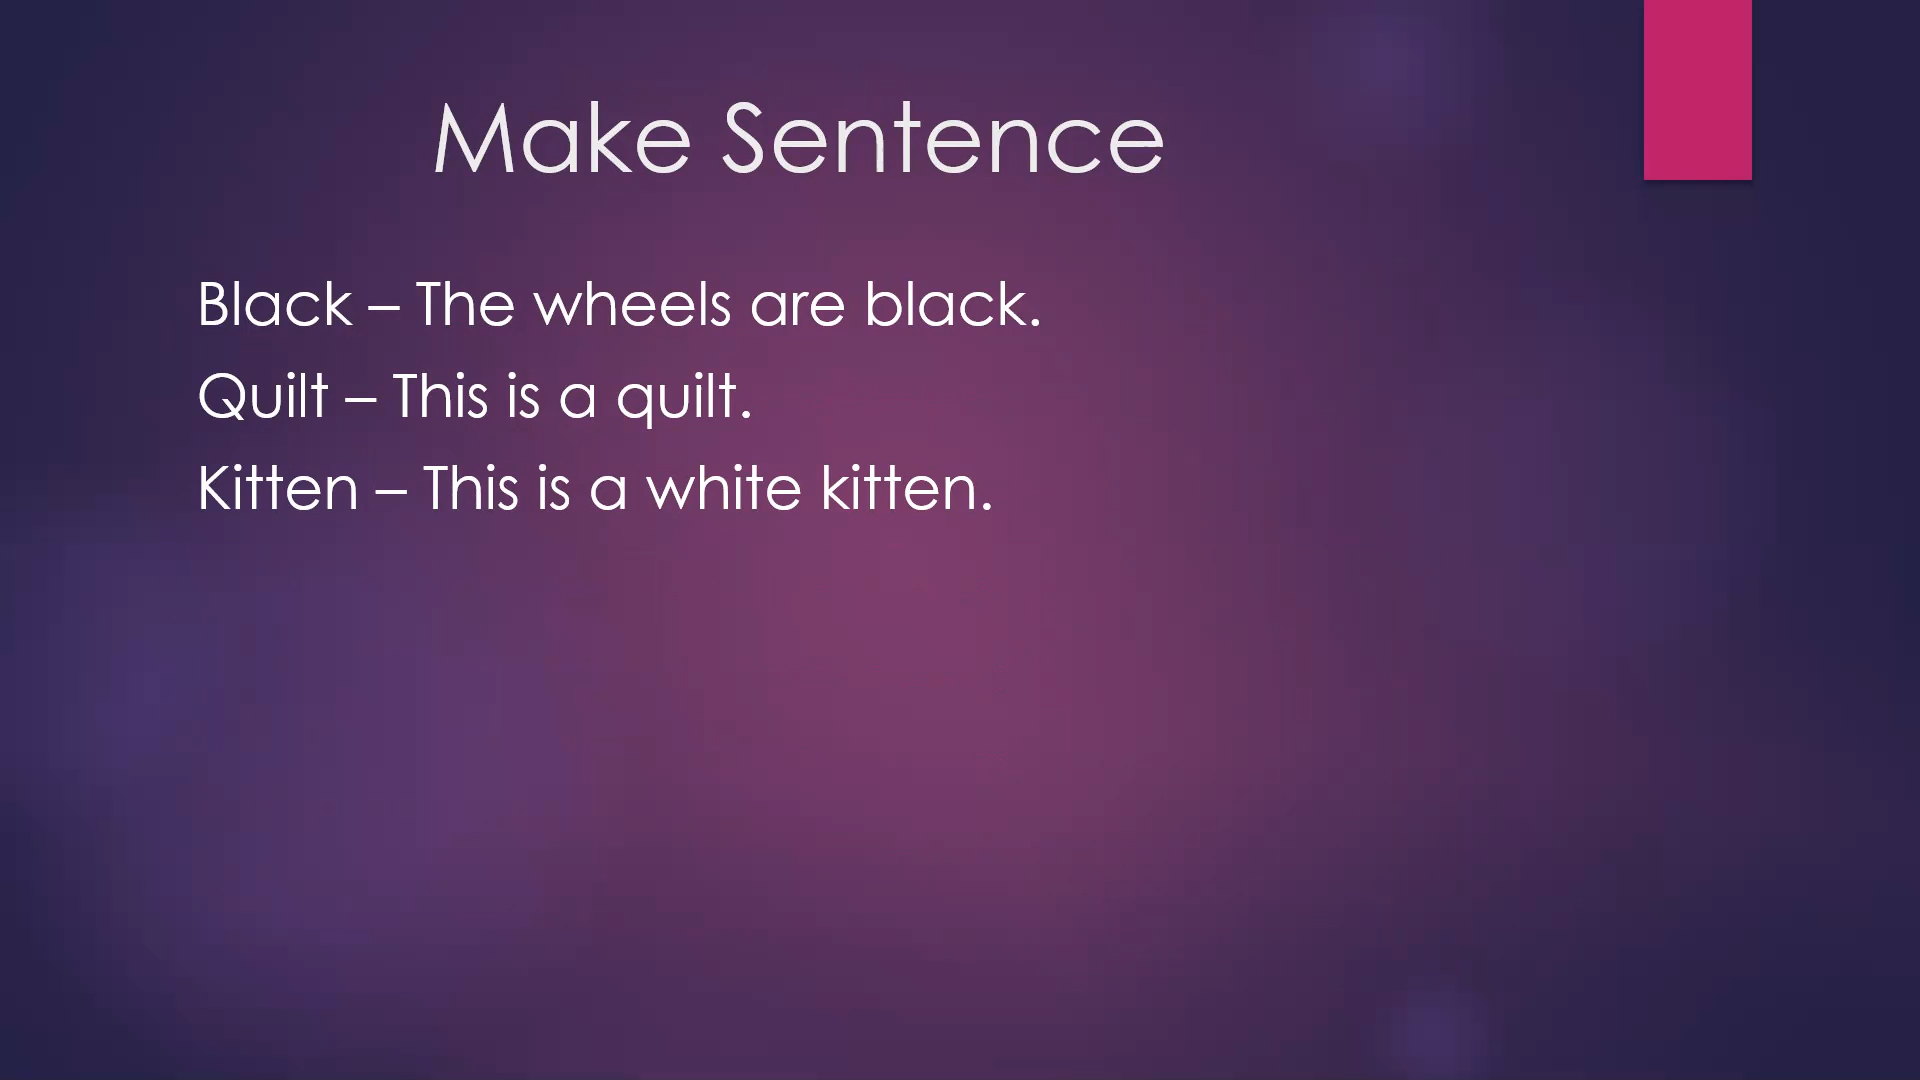 Make Sentence
Black – The wheels are black.
Quilt – This is a quilt.
Kitten – This is a white kitten.